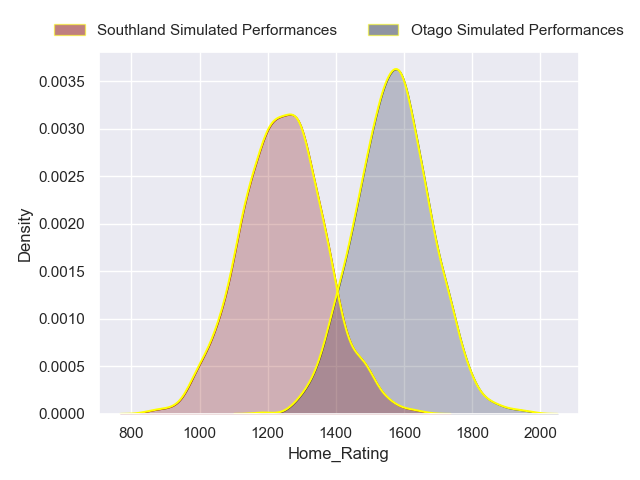 Southland Simulated Performances
Otago Simulated Performances
0.0035
0.0030
0.0025
0.0020
0.0015
0.0010
0.0005
0.0000
Density
800 1000 1200 1400 1600 1800 2000
Home_Rating